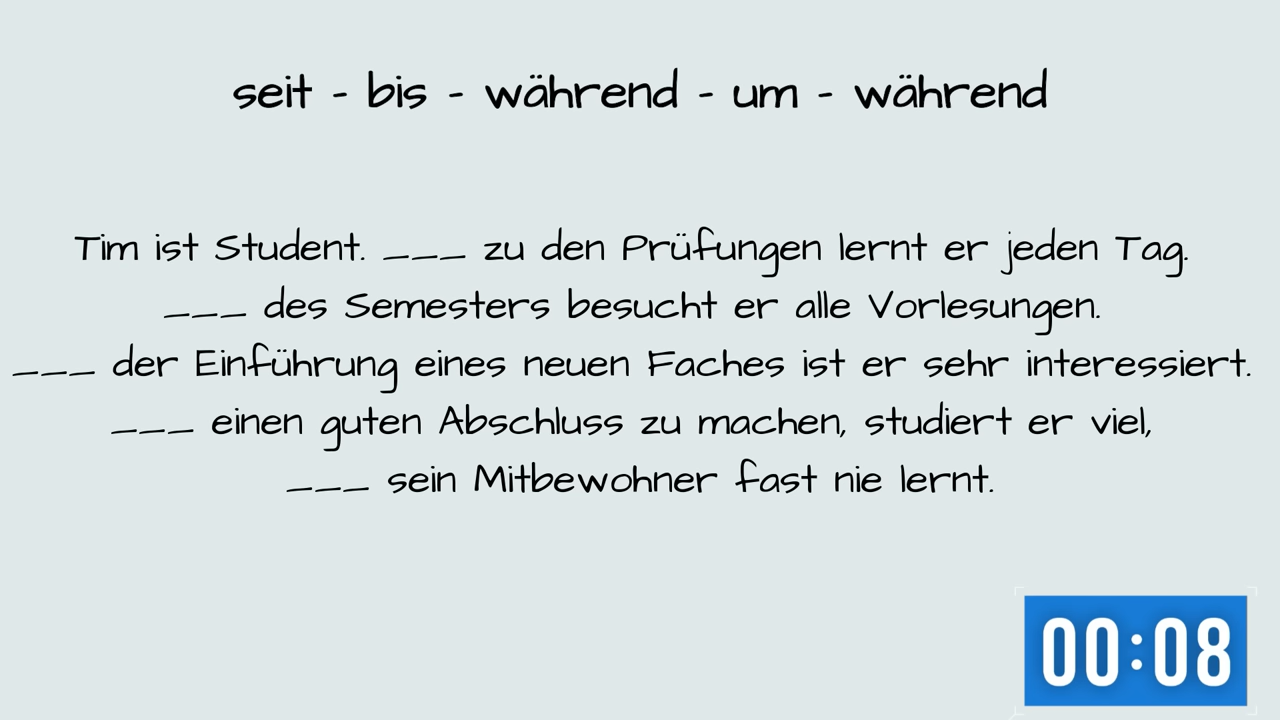 seit - bis - während - um - während
Tim ist Student. ___ zu den Prüfungen lernt er jeden Tag.
___ des Semesters besucht er alle Vorlesungen.
___ der Einführung eines neuen Faches ist er sehr interessiert.
___ einen guten Abschluss zu machen, studiert er viel,
___ sein Mitbewohner fast nie lernt.
00:08